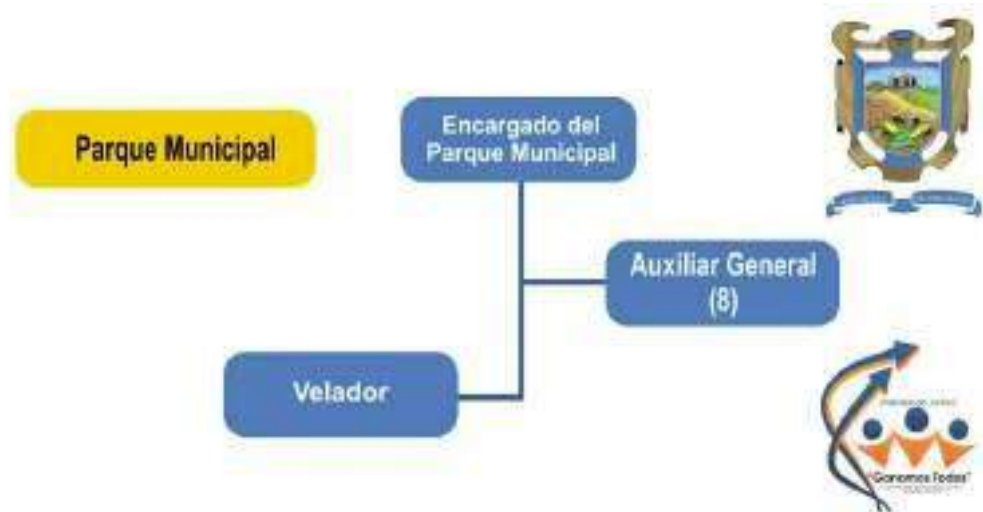 Parque Municipal
Encargado del
Parque Municipal
Auxiliar General
(8)
Velador
"Ganamos Todos"